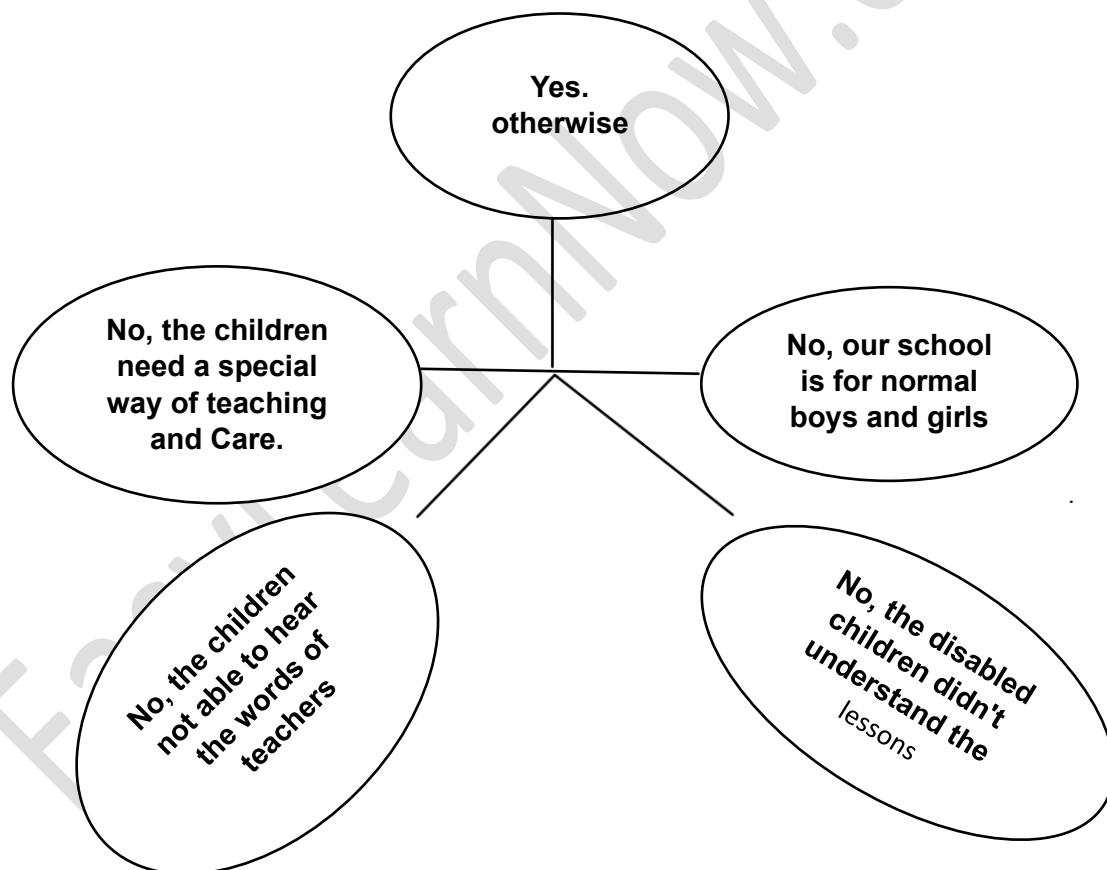 Yes.
otherwise
No, the children
need a special
way of teaching
and Care.
No, our school
is for normal
boys and girls
No, the children
not able to hear
the words of
teachers
No, the disabled
children didn't
understand the
lessons